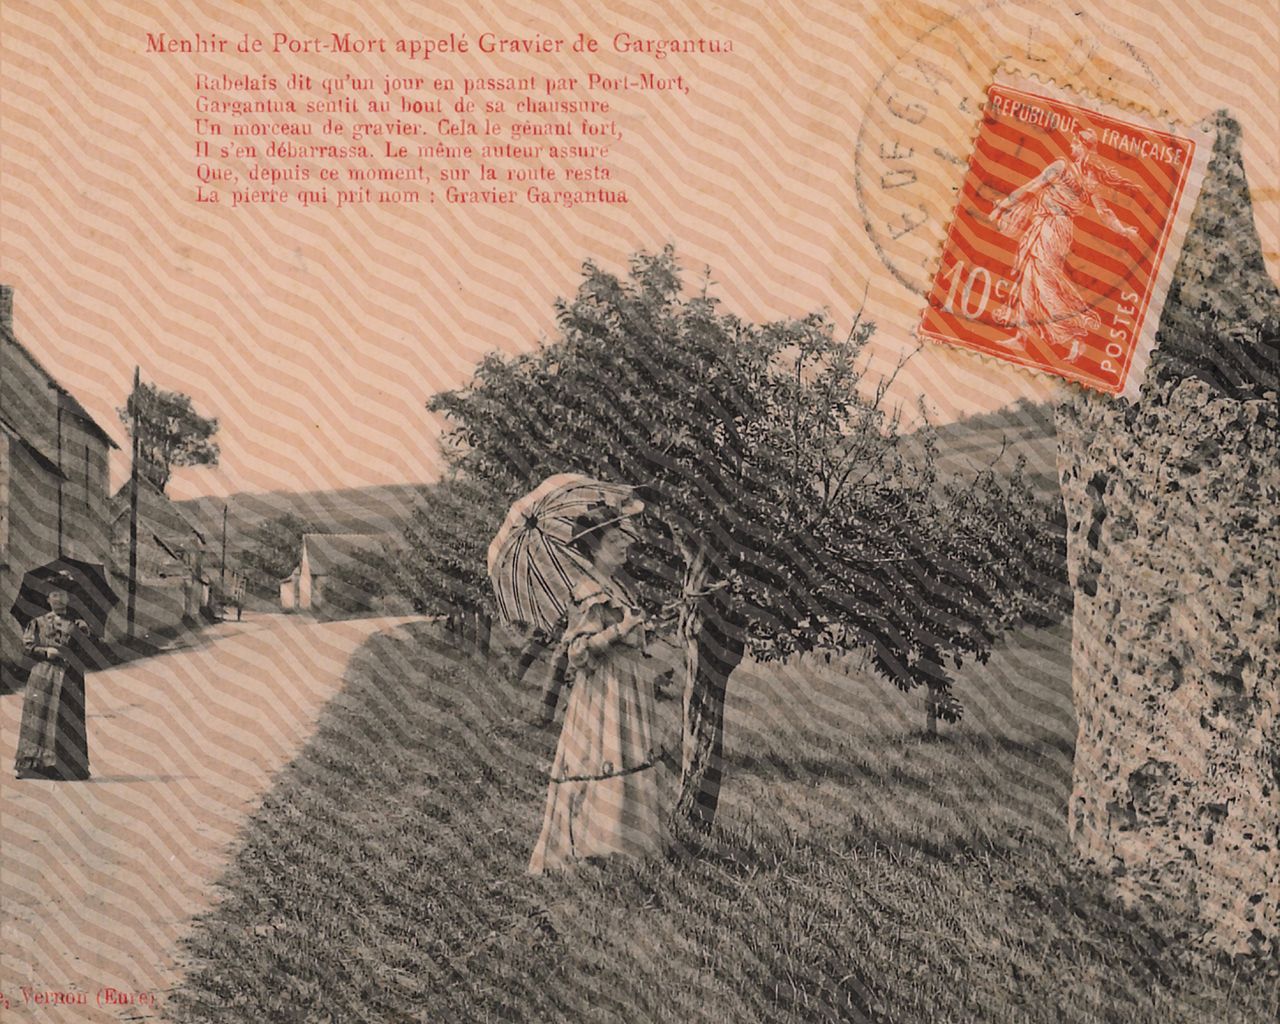 Menhir de Port-Mort appelé Gravier de Gargantua
Rabelais dit qu'un jour en passant par Port-Mort,
Gargantua sentit au bout de sa chaussure
Un morceau de gravier. Cela le gênant fort,
Il s'en débarrassa. Le même auteur assure
Que, depuis ce moment, sur la route resta
La pierre qui prit nom : Gravier Gargantua
REPUBLIQUE FRANÇAISE
10c
POSTES
Vernon (Eure)